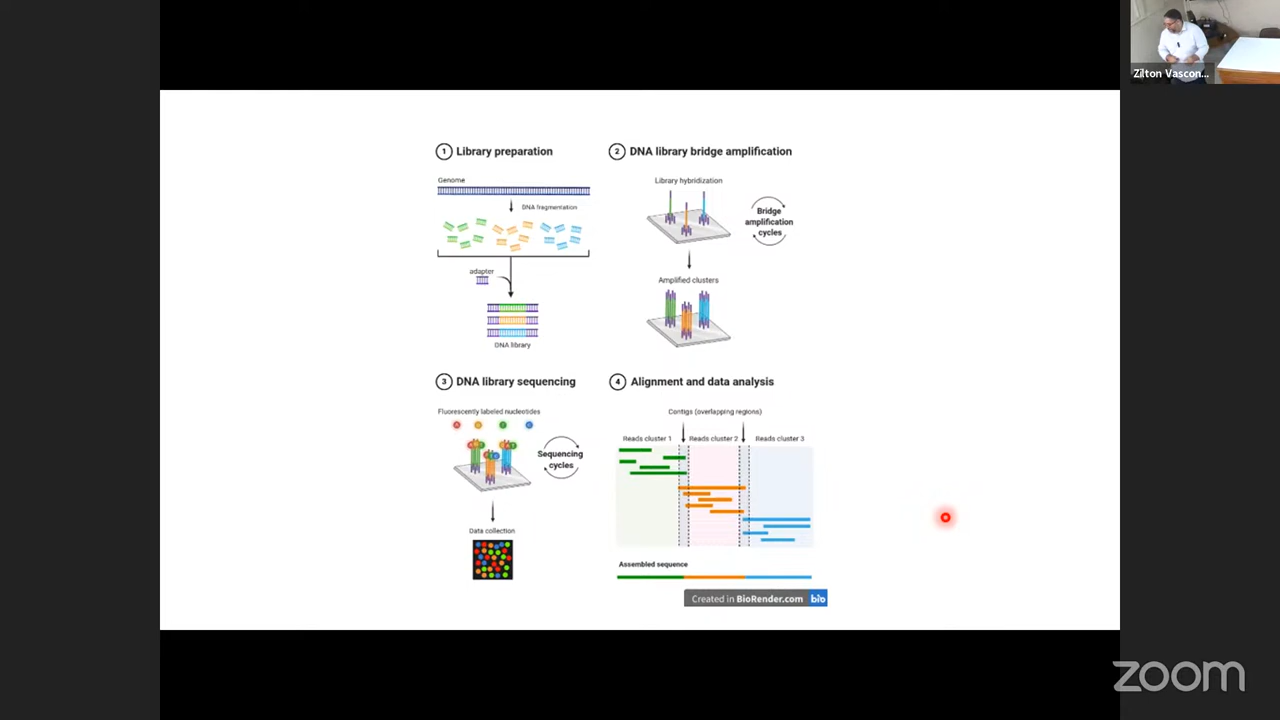 Zilton Vascon...
1 Library preparation
Genome
DNA fragmentation
adapter
DNA library
2 DNA library bridge amplification
Library hybridization
Bridge
amplification
cycles
Amplified clusters
3 DNA library sequencing
Fluorescently labeled nucleotides
Sequencing
cycles
Data collection
4 Alignment and data analysis
Contigs (overlapping regions)
Reads cluster 1 Reads cluster 2 Reads cluster 3
Assembled sequence
Created in BioRender.com bio
zoom